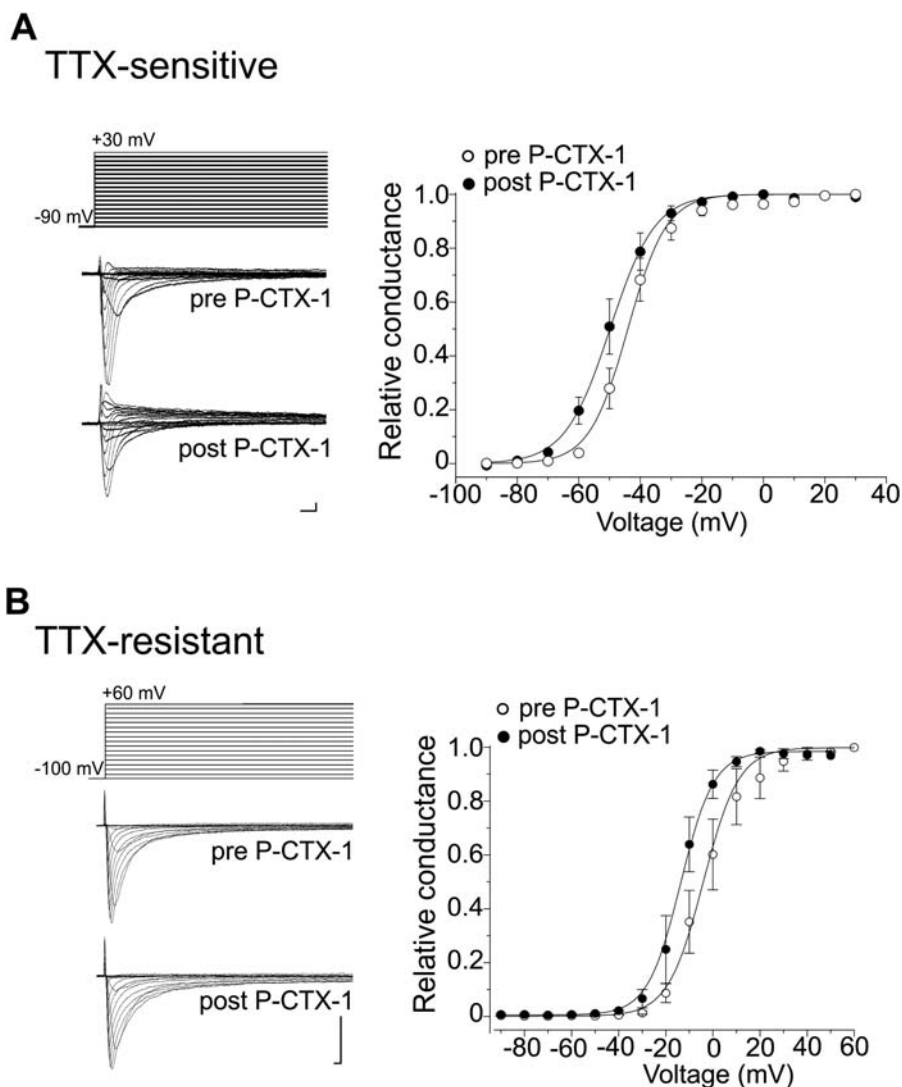 A
TTX-sensitive
+30 mV
-90 mV
pre P-CTX-1
post P-CTX-1
pre P-CTX-1
post P-CTX-1
Relative conductance
1.0
0.8
0.6
0.4
0.2
0
-100 -80 -60 -40 -20 0 20 40
Voltage (mV)
B
TTX-resistant
+60 mV
-100 mV
pre P-CTX-1
post P-CTX-1
pre P-CTX-1
post P-CTX-1
Relative conductance
1.0
0.8
0.6
0.4
0.2
0
-80 -60 -40 -20 0 20 40 60
Voltage (mV)